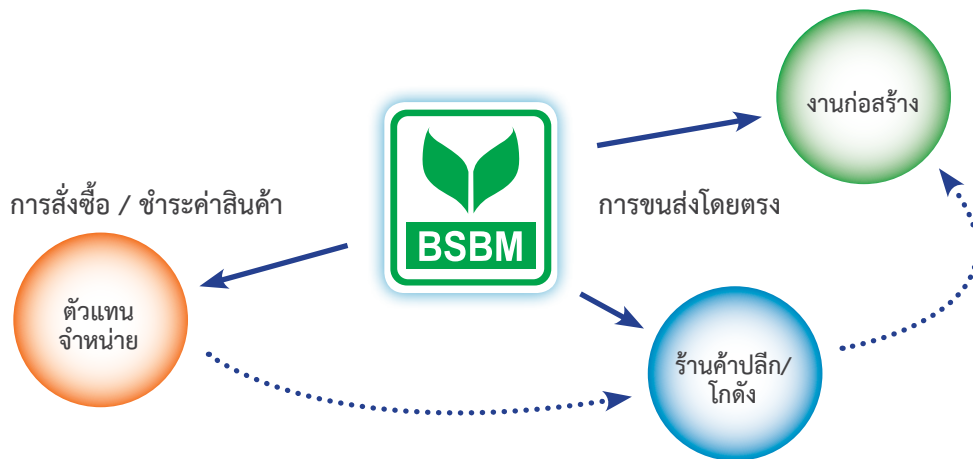 งานก่อสร้าง
การสั่งซื้อ / ชำระค่าสินค้า
การขนส่งโดยตรง
BSBM
ตัวแทน
จำหน่าย
ร้านค้าปลีก/
โกดัง